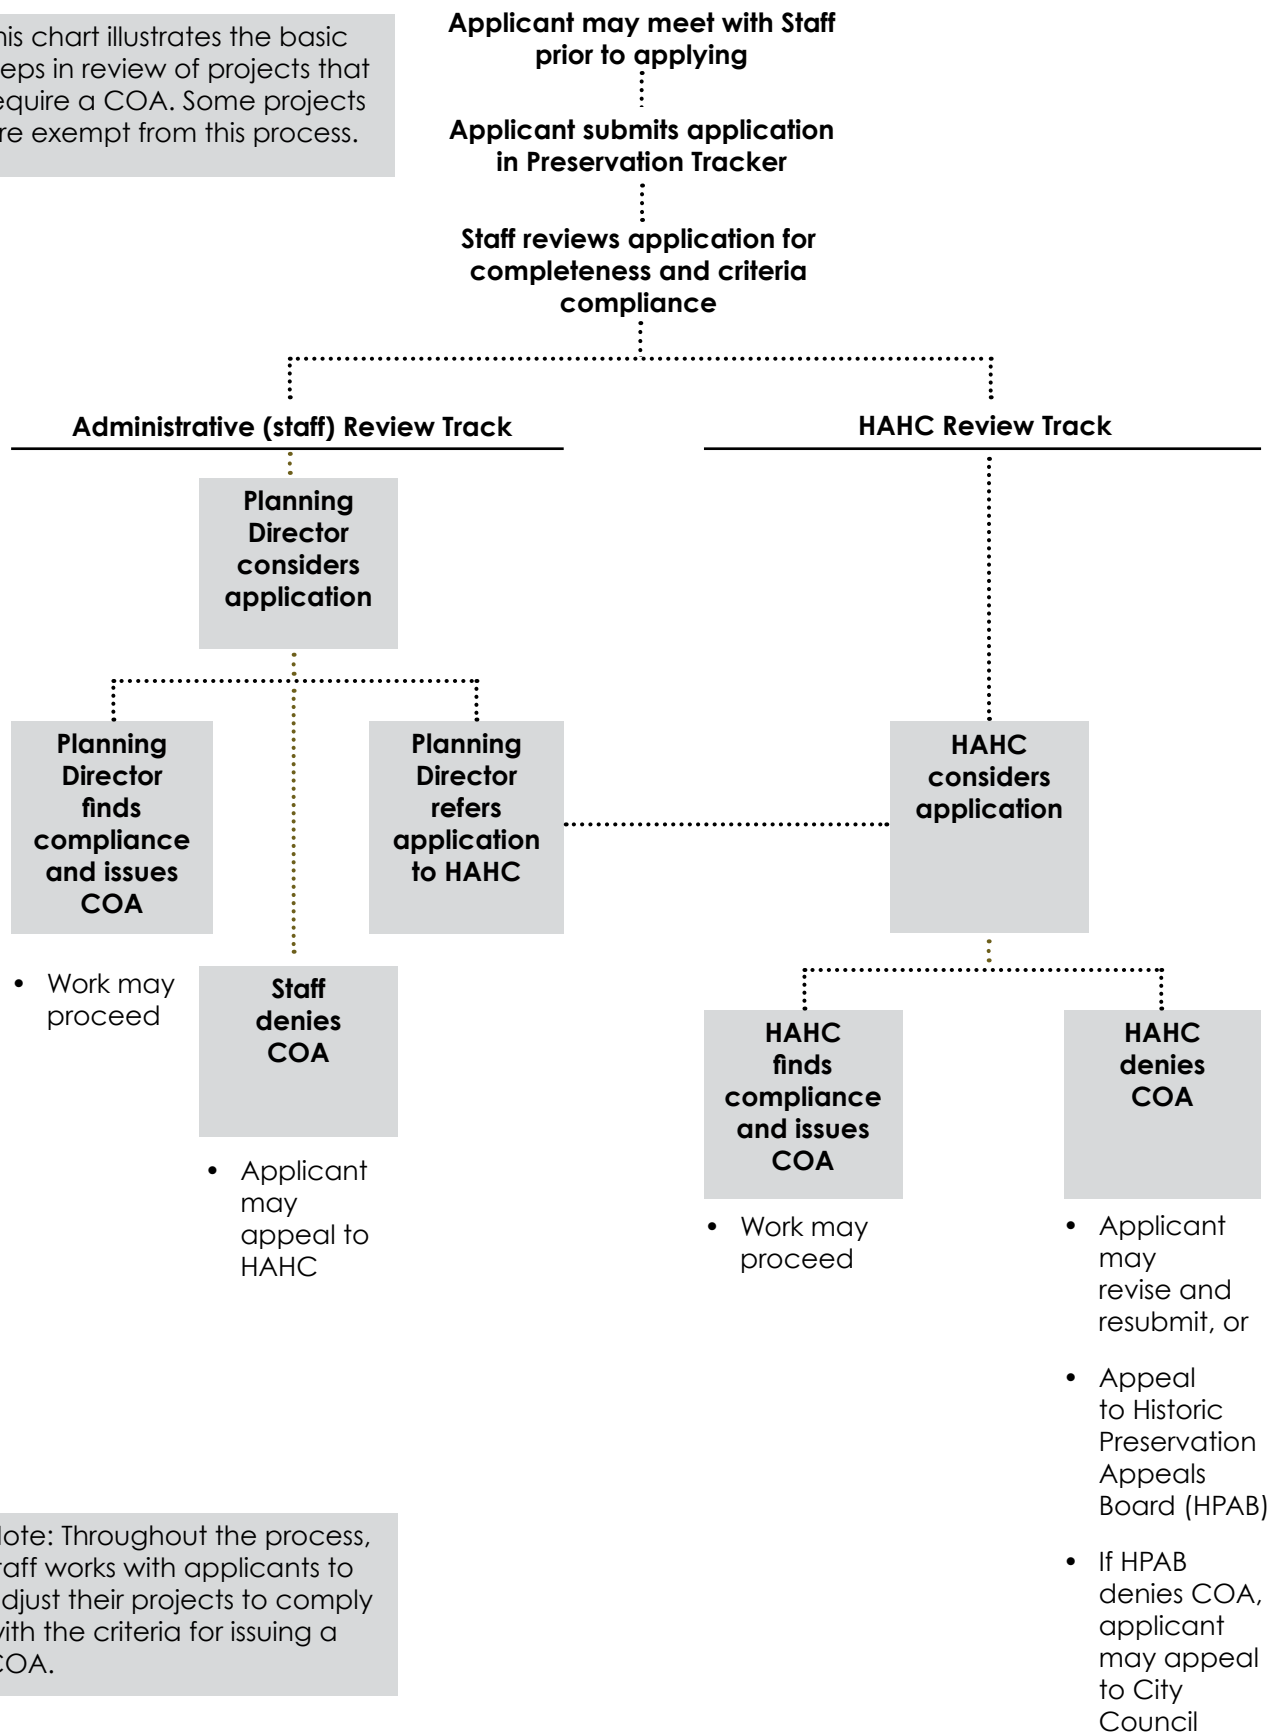 his chart illustrates the basic
eps in review of projects that
equire a COA. Some projects
re exempt from this process.
Applicant may meet with Staff
prior to applying
Applicant submits application
in Preservation Tracker
Staff reviews application for
completeness and criteria
compliance
Administrative (staff) Review Track
Planning
Director
considers
application
Planning
Director
finds
compliance
and issues
COA
• Work may
proceed
Staff
denies
COA
• Applicant
may
appeal to
HAHC
Planning
Director
refers
application
to HAHC
HAHC Review Track
HAHC
considers
application
HAHC
finds
compliance
and issues
COA
• Work may
proceed
HAHC
denies
COA
• Applicant
may
revise and
resubmit, or
• Appeal
to Historic
Preservation
Appeals
Board (HPAB)
• If HPAB
denies COA,
applicant
may appeal
to City
Council
ote: Throughout the process,
taff works with applicants to
djust their projects to comply
ith the criteria for issuing a
COA.